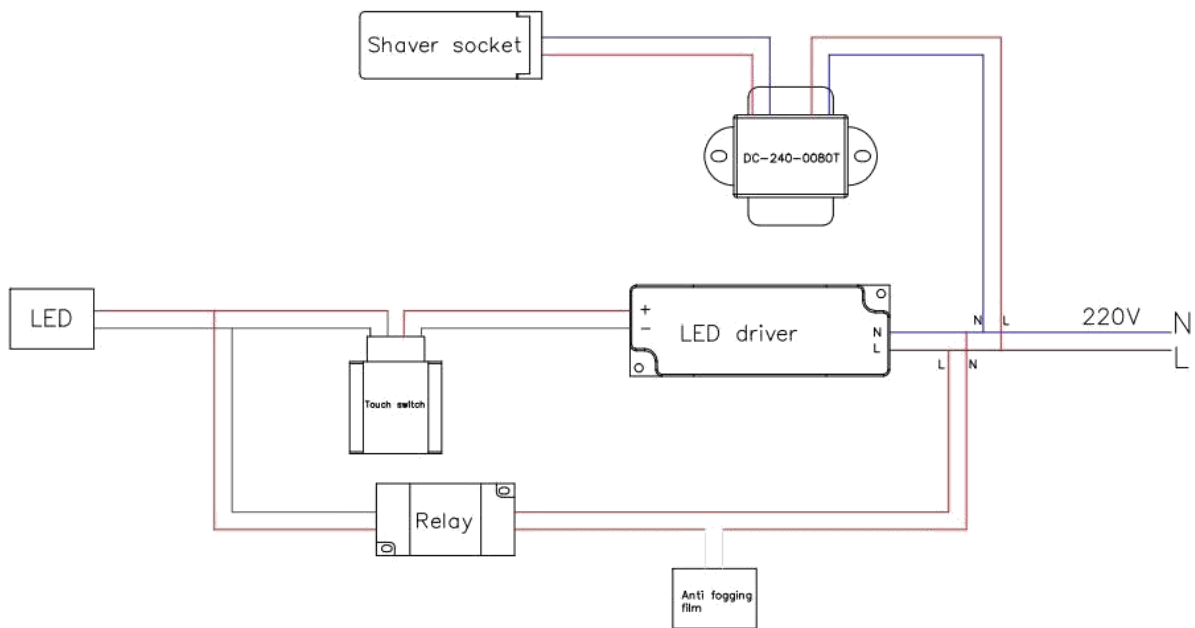 Shaver socket
DC-240-0080T
LED
+
-
LED driver
N
L
N L
220V
N
L
L N
Touch switch
Relay
Anti fogging
film